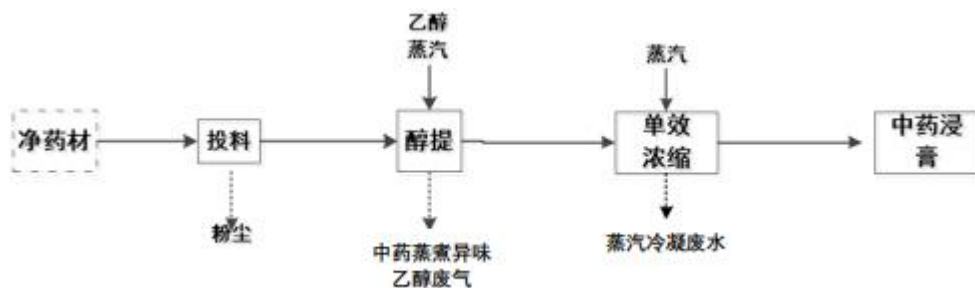 乙醇
蒸汽
蒸汽
净药材
投料
醇提
单效
浓缩
中药浸
膏
粉尘
中药蒸煮异味
乙醇废气
蒸汽冷凝废水